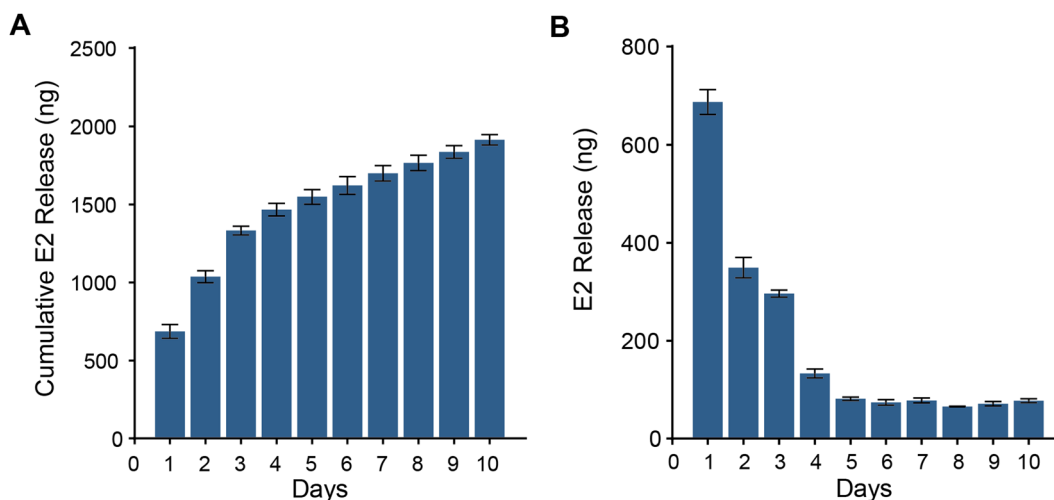 A
Cumulative E2 Release (ng)
2500
2000
1500
1000
500
0
0 1 2 3 4 5 6 7 8 9 10
Days
B
E2 Release (ng)
800
600
400
200
0
0 1 2 3 4 5 6 7 8 9 10
Days